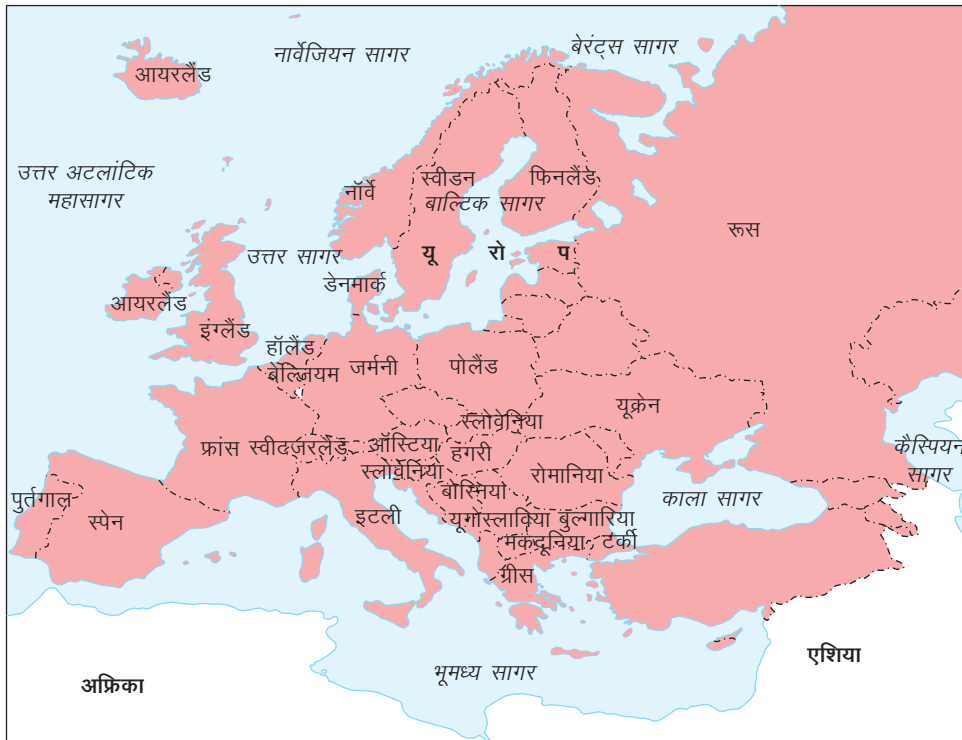 नार्वेजियन सागर
बेरंट्स सागर
आयरलैंड
उत्तर अटलांटिक
महासागर
नॉर्वे
स्वीडन
फिनलैंड
बाल्टिक सागर
रूस
उत्तर सागर
यू रो प
डेनमार्क
आयरलैंड
इंग्लैंड
हॉलैंड
बेल्जियम
जर्मनी
पोलैंड
यूक्रेन
स्लोवेनिया
फ्रांस
स्वीटजरलैंड
ऑस्टिया
हंगरी
स्लोवेनिया
रोमानिया
कैस्पियन
सागर
पुर्तगाल
स्पेन
इटली
बोस्नियो
काला सागर
यूगोस्लाविया
बुल्गारिया
मकदूनिया
टर्की
ग्रीस
भूमध्य सागर
एशिया
अफ्रिका